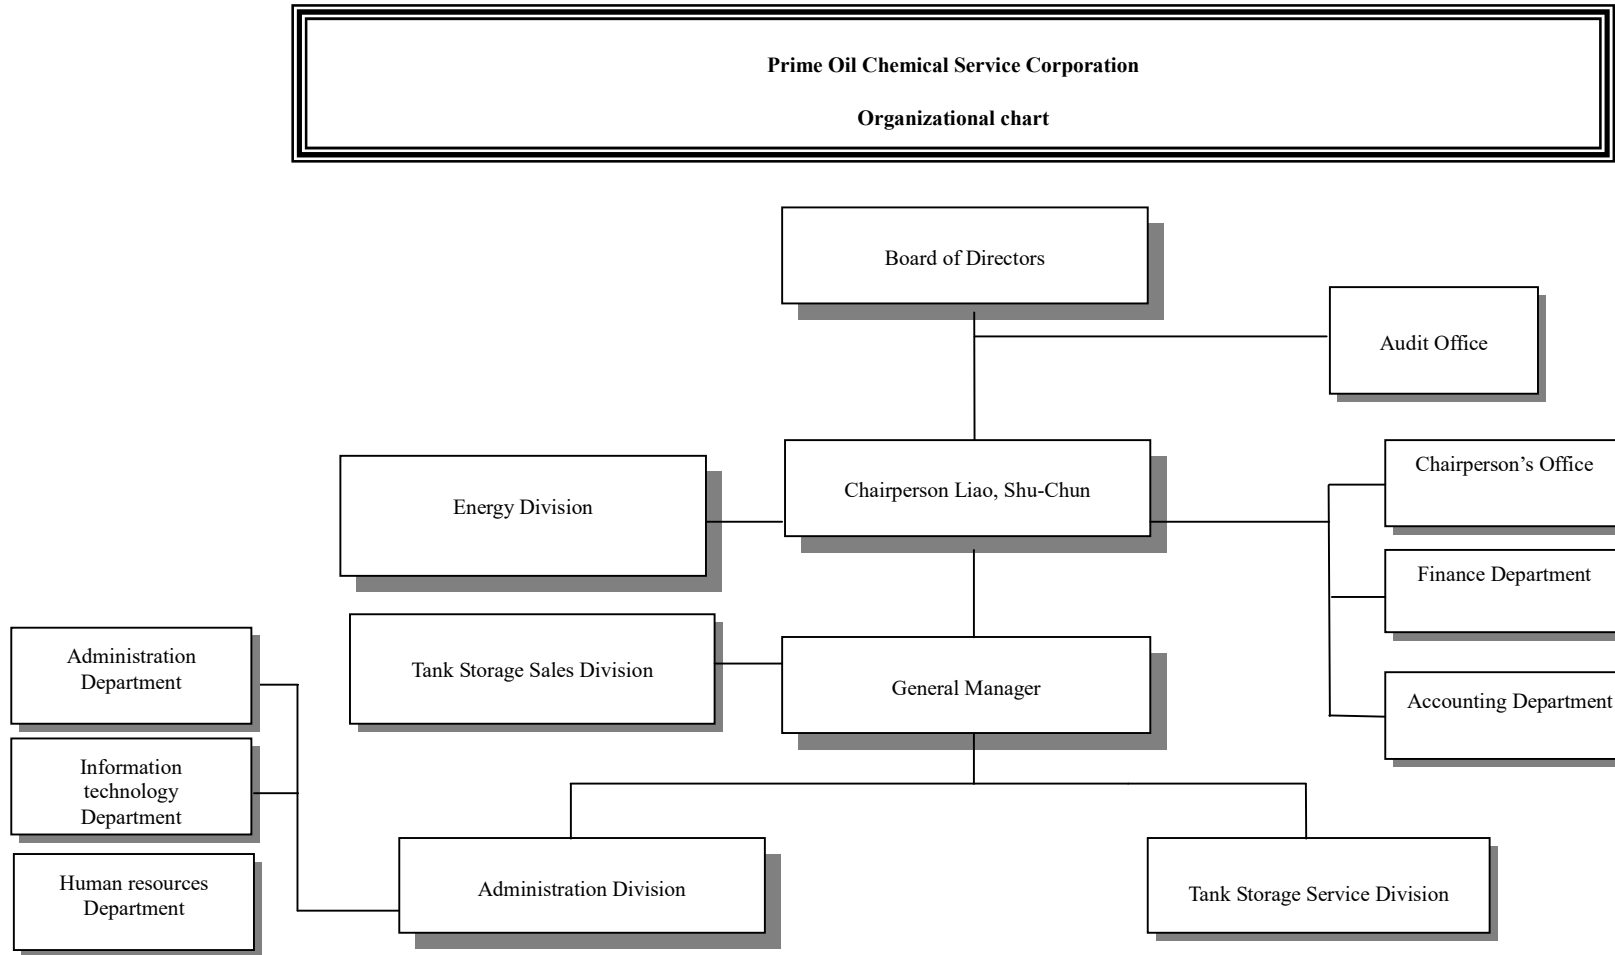 Prime Oil Chemical Service Corporation
Organizational chart
Board of Directors
Audit Office
Chairperson Liao, Shu-Chun
Chairperson’s Office
Energy Division
Finance Department
Tank Storage Sales Division
General Manager
Accounting Department
Administration
Department
Information
technology
Department
Human resources
Department
Administration Division
Tank Storage Service Division